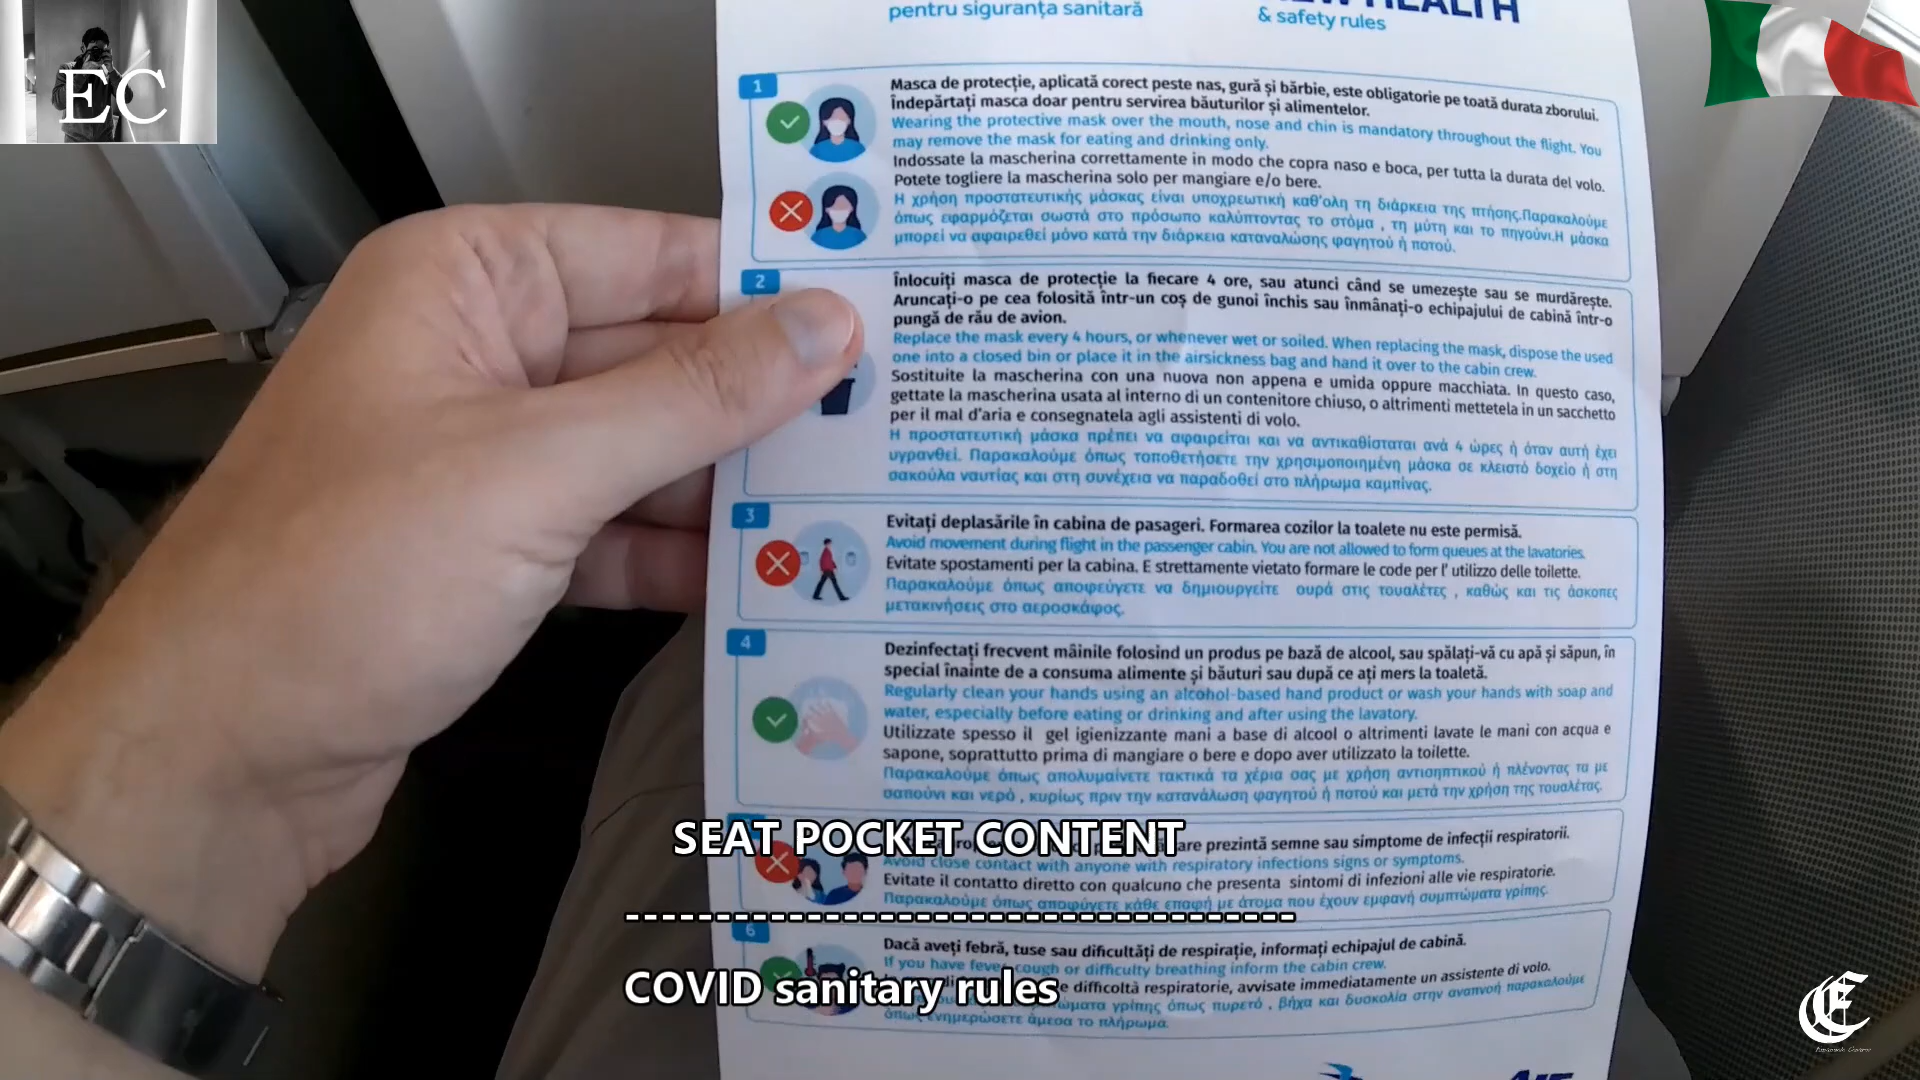 EC
pentru siguranța sanitară
HEALTH
& safety rules
1
Masca de protecție, aplicată corect peste nas, gură și bărbie, este obligatorie pe toată durata zborului.
Îndepărtați masca doar pentru servirea băuturilor și alimentelor.
Wearing the protective mask over the mouth, nose and chin is mandatory throughout the flight. You
may remove the mask for eating and drinking only.
Indossate la mascherina correttamente in modo che copra naso e boca, per tutta la durata del volo.
Potete togliere la mascherina solo per mangiare e/o bere.
Η χρήση προστατευτικής μάσκας είναι υποχρεωτική καθ'ολη τη διάρκεια της πτήσης.Παρακαλούμε
όπως εφαρμόζεται σωστά στο πρόσωπο καλύπτοντας το στόμα , τη μύτη και το πηγούνι.Η μάσκα
μπορεί να αφαιρεθεί μόνο κατά την διάρκεια καταναλώσης φαγητού ή ποτού.
2
Înlocuiți masca de protecție la fiecare 4 ore, sau atunci când se umezește sau se murdărește.
Aruncați-o pe cea folosită într-un coș de gunoi închis sau înmânați-o echipajului de cabină într-o
pungă de rău de avion.
Replace the mask every 4 hours, or whenever wet or soiled. When replacing the mask, dispose the used
one into a closed bin or place it in the airsickness bag and hand it over to the cabin crew.
Sostituite la mascherina con una nuova non appena e umida oppure macchiata. In questo caso,
gettate la mascherina usata al interno di un contenitore chiuso, o altrimenti mettetela in un sacchetto
per il mal d'aria e consegnatela agli assistenti di volo.
Η προστατευτική μάσκα πρέπει να αφαιρείται και να αντικαθίσταται ανά 4 ώρες ή όταν αυτή έχει
υγρανθεί. Παρακαλούμε όπως τοποθετήσετε την χρησιμοποιημένη μάσκα σε κλειστό δοχείο ή στη
σακούλα ναυτίας και στη συνέχεια να παραδοθεί στο πλήρωμα καμπίνας.
3
Evitați deplasările în cabina de pasageri. Formarea cozilor la toalete nu este permisă.
Avoid movement during flight in the passenger cabin. You are not allowed to form queues at the lavatories.
Evitate spostamenti per la cabina. E strettamente vietato formare le code per l' utilizzo delle toilette.
Παρακαλούμε όπως αποφεύγετε να δημιουργείτε ουρά στις τουαλέτες , καθώς και τις άσκοπες
μετακινήσεις στο αεροσκάφος.
4
Dezinfectați frecvent mâinile folosind un produs pe bază de alcool, sau spălați-vă cu apă și săpun, în
special înainte de a consuma alimente și băuturi sau după ce ați mers la toaletă.
Regularly clean your hands using an alcohol-based hand product or wash your hands with soap and
water, especially before eating or drinking and after using the lavatory.
Utilizzate spesso il gel igienizzante mani a base di alcool o altrimenti lavate le mani con acqua e
sapone, soprattutto prima di mangiare o bere e dopo aver utilizzato la toilette.
Παρακαλούμε όπως απολυμαίνετε τακτικά τα χέρια σας με χρήση αντισηπτικού ή πλένοντας τα με
σαπούνι και νερό , κυρίως πριν την κατανάλωση φαγητού ή ποτού και μετά την χρήση της τουαλέτας.
SEAT POCKET CONTENT
prezintă semne sau simptome de infecții respiratorii.
Avoid close contact with anyone with respiratory infections signs or symptoms.
Evitate il contatto diretto con qualcuno che presenta sintomi di infezioni alle vie respiratorie.
Παρακαλούμε όπως αποφύγετε κάθε επαφή με άτομα που έχουν εμφανή συμπτώματα γρίπης.
--------------------------------------
6
Dacă aveți febră, tuse sau dificultăți de respirație, informați echipajul de cabină.
If you have fever, cough or difficulty breathing inform the cabin crew.
difficoltà respiratorie, avvisate immediatamente un assistente di volo.
COVID sanitary rules
γρίπης όπως πυρετό , βήχα και δυσκολία στην αναπνοή παρακαλούμε
όπως ενημερώσετε άμεσα το πλήρωμα.